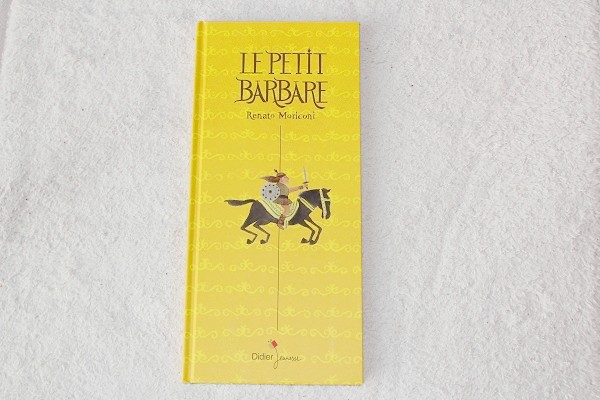 LE PETIT
BARBARE
Renato Moriconi
Didier Jeunesse